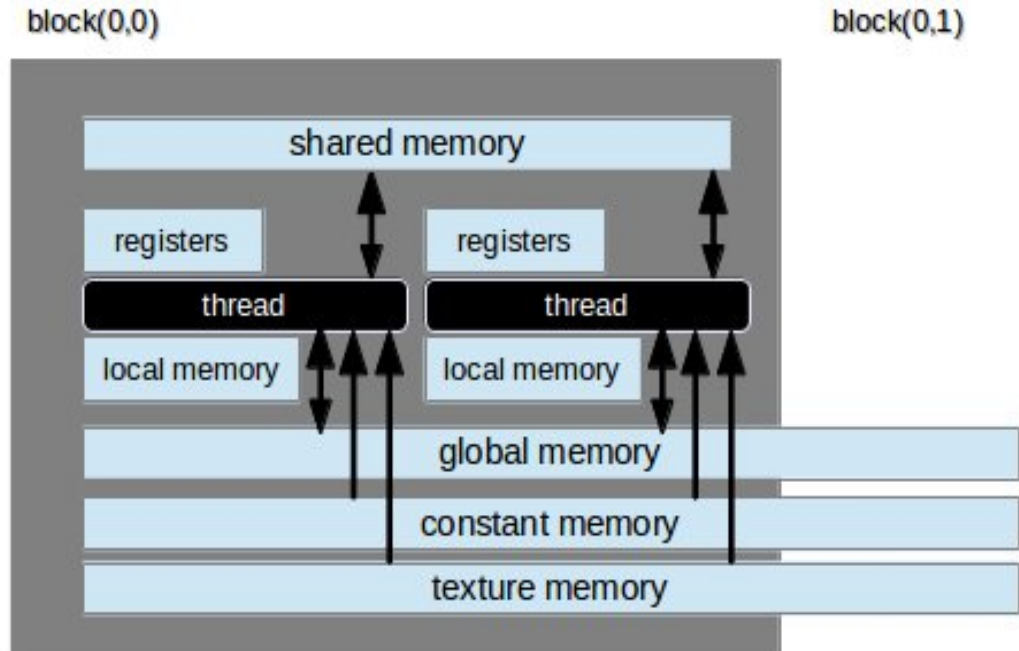 block(0,0) block(0,1)
shared memory
registers registers
thread thread
local memory local memory
global memory
constant memory
texture memory